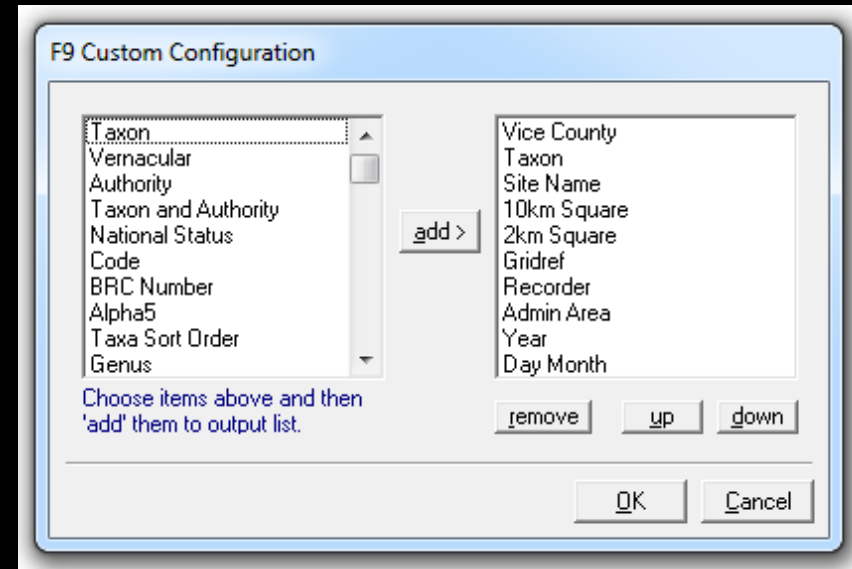 F9 Custom Configuration
Taxon
Vernacular
Authority
Taxon and Authority
National Status
Code
BRC Number
Alpha5
Taxa Sort Order
Genus
Choose items above and then
'add' them to output list.
add >
Vice County
Taxon
Site Name
10km Square
2km Square
Gridref
Recorder
Admin Area
Year
Day Month
remove up down
OK Cancel